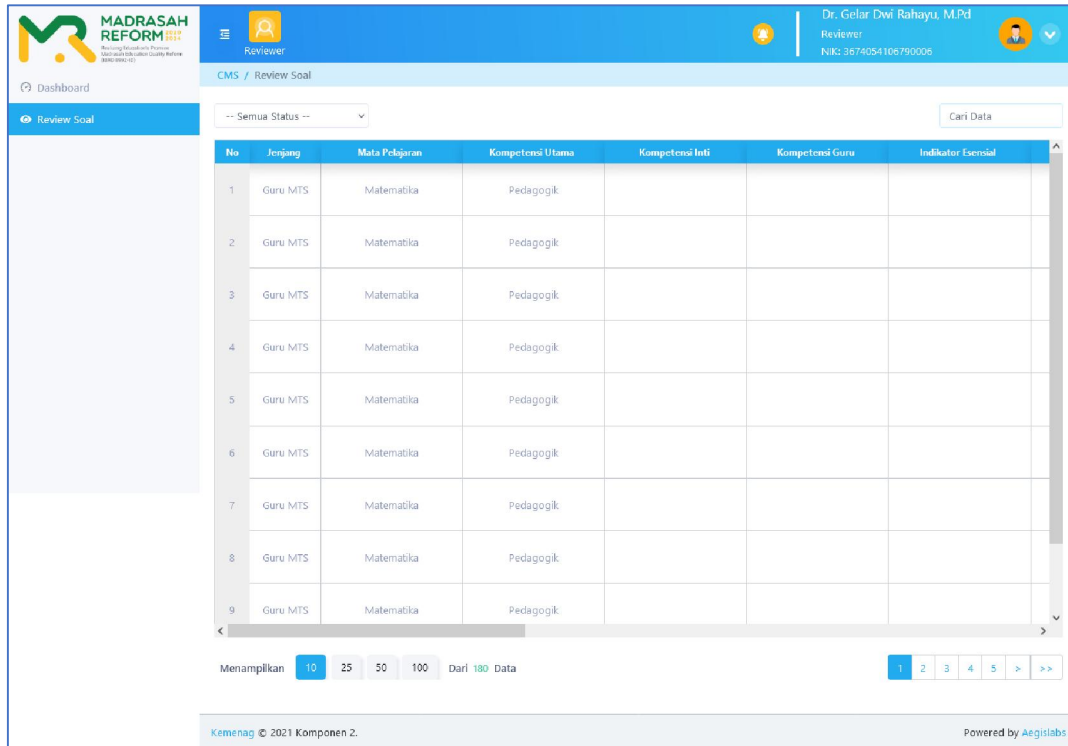 MADRASAH
REFORM
Dashboard
Review Soal
Reviewer
Dr. Gelar Dwi Rahayu, M.Pd
Reviewer
NIK: 3674054106790006
CMS / Review Soal
-- Semua Status --
Cari Data
No Jenjang Mata Pelajaran Kompetensi Utama Kompetensi Inti Kompetensi Guru Indikator Esensial
1 Guru MTS Matematika Pedagogik
2 Guru MTS Matematika Pedagogik
3 Guru MTS Matematika Pedagogik
4 Guru MTS Matematika Pedagogik
5 Guru MTS Matematika Pedagogik
6 Guru MTS Matematika Pedagogik
7 Guru MTS Matematika Pedagogik
8 Guru MTS Matematika Pedagogik
9 Guru MTS Matematika Pedagogik
Menampilkan 10 25 50 100 Dari 180 Data
1 2 3 4 5 > >>
Kemenag © 2021 Komponen 2.
Powered by Aegislabs